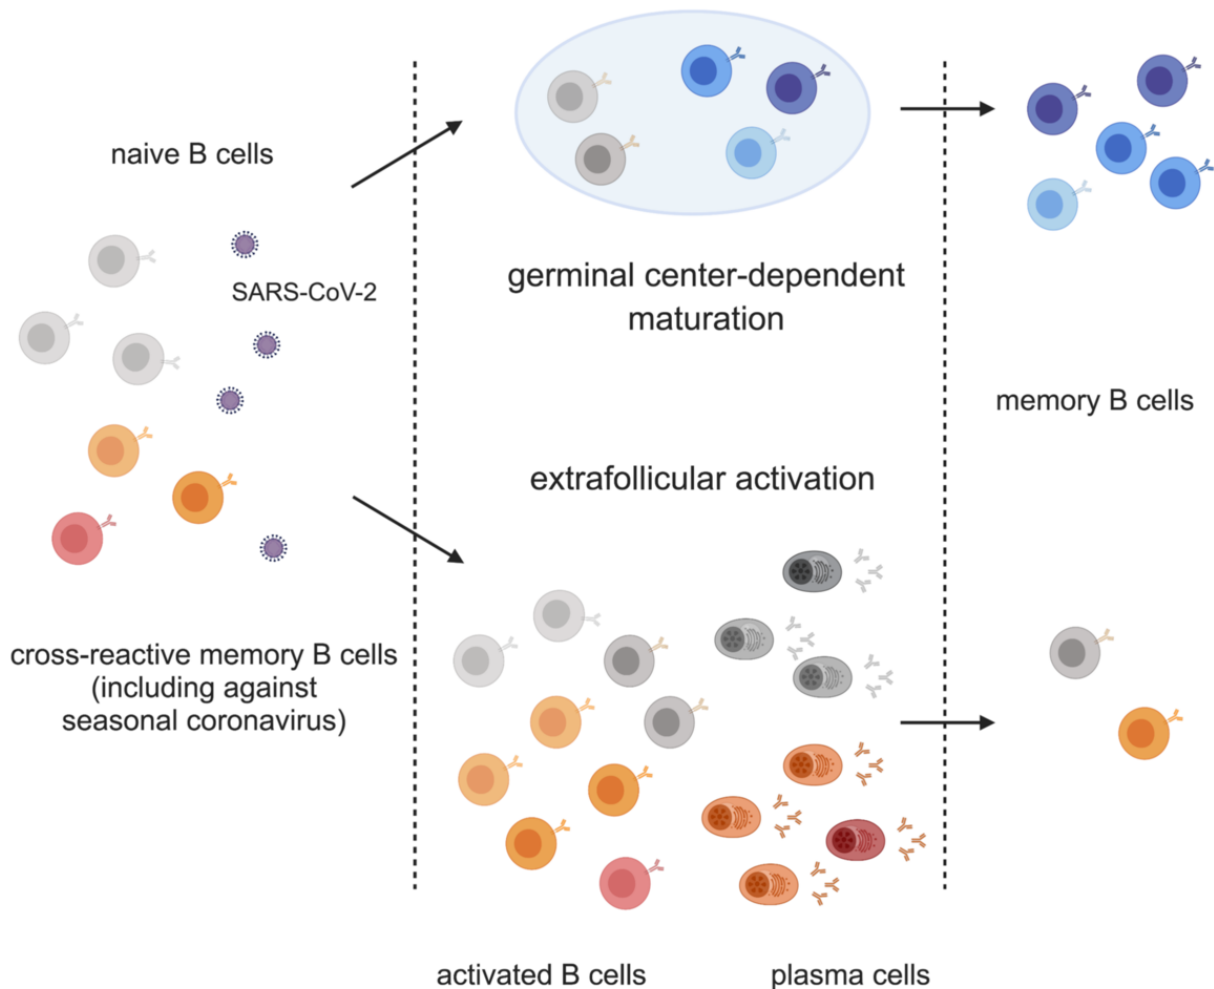 naive B cells
SARS-CoV-2
cross-reactive memory B cells
(including against
seasonal coronavirus)
germinal center-dependent
maturation
extrafollicular activation
activated B cells
plasma cells
memory B cells